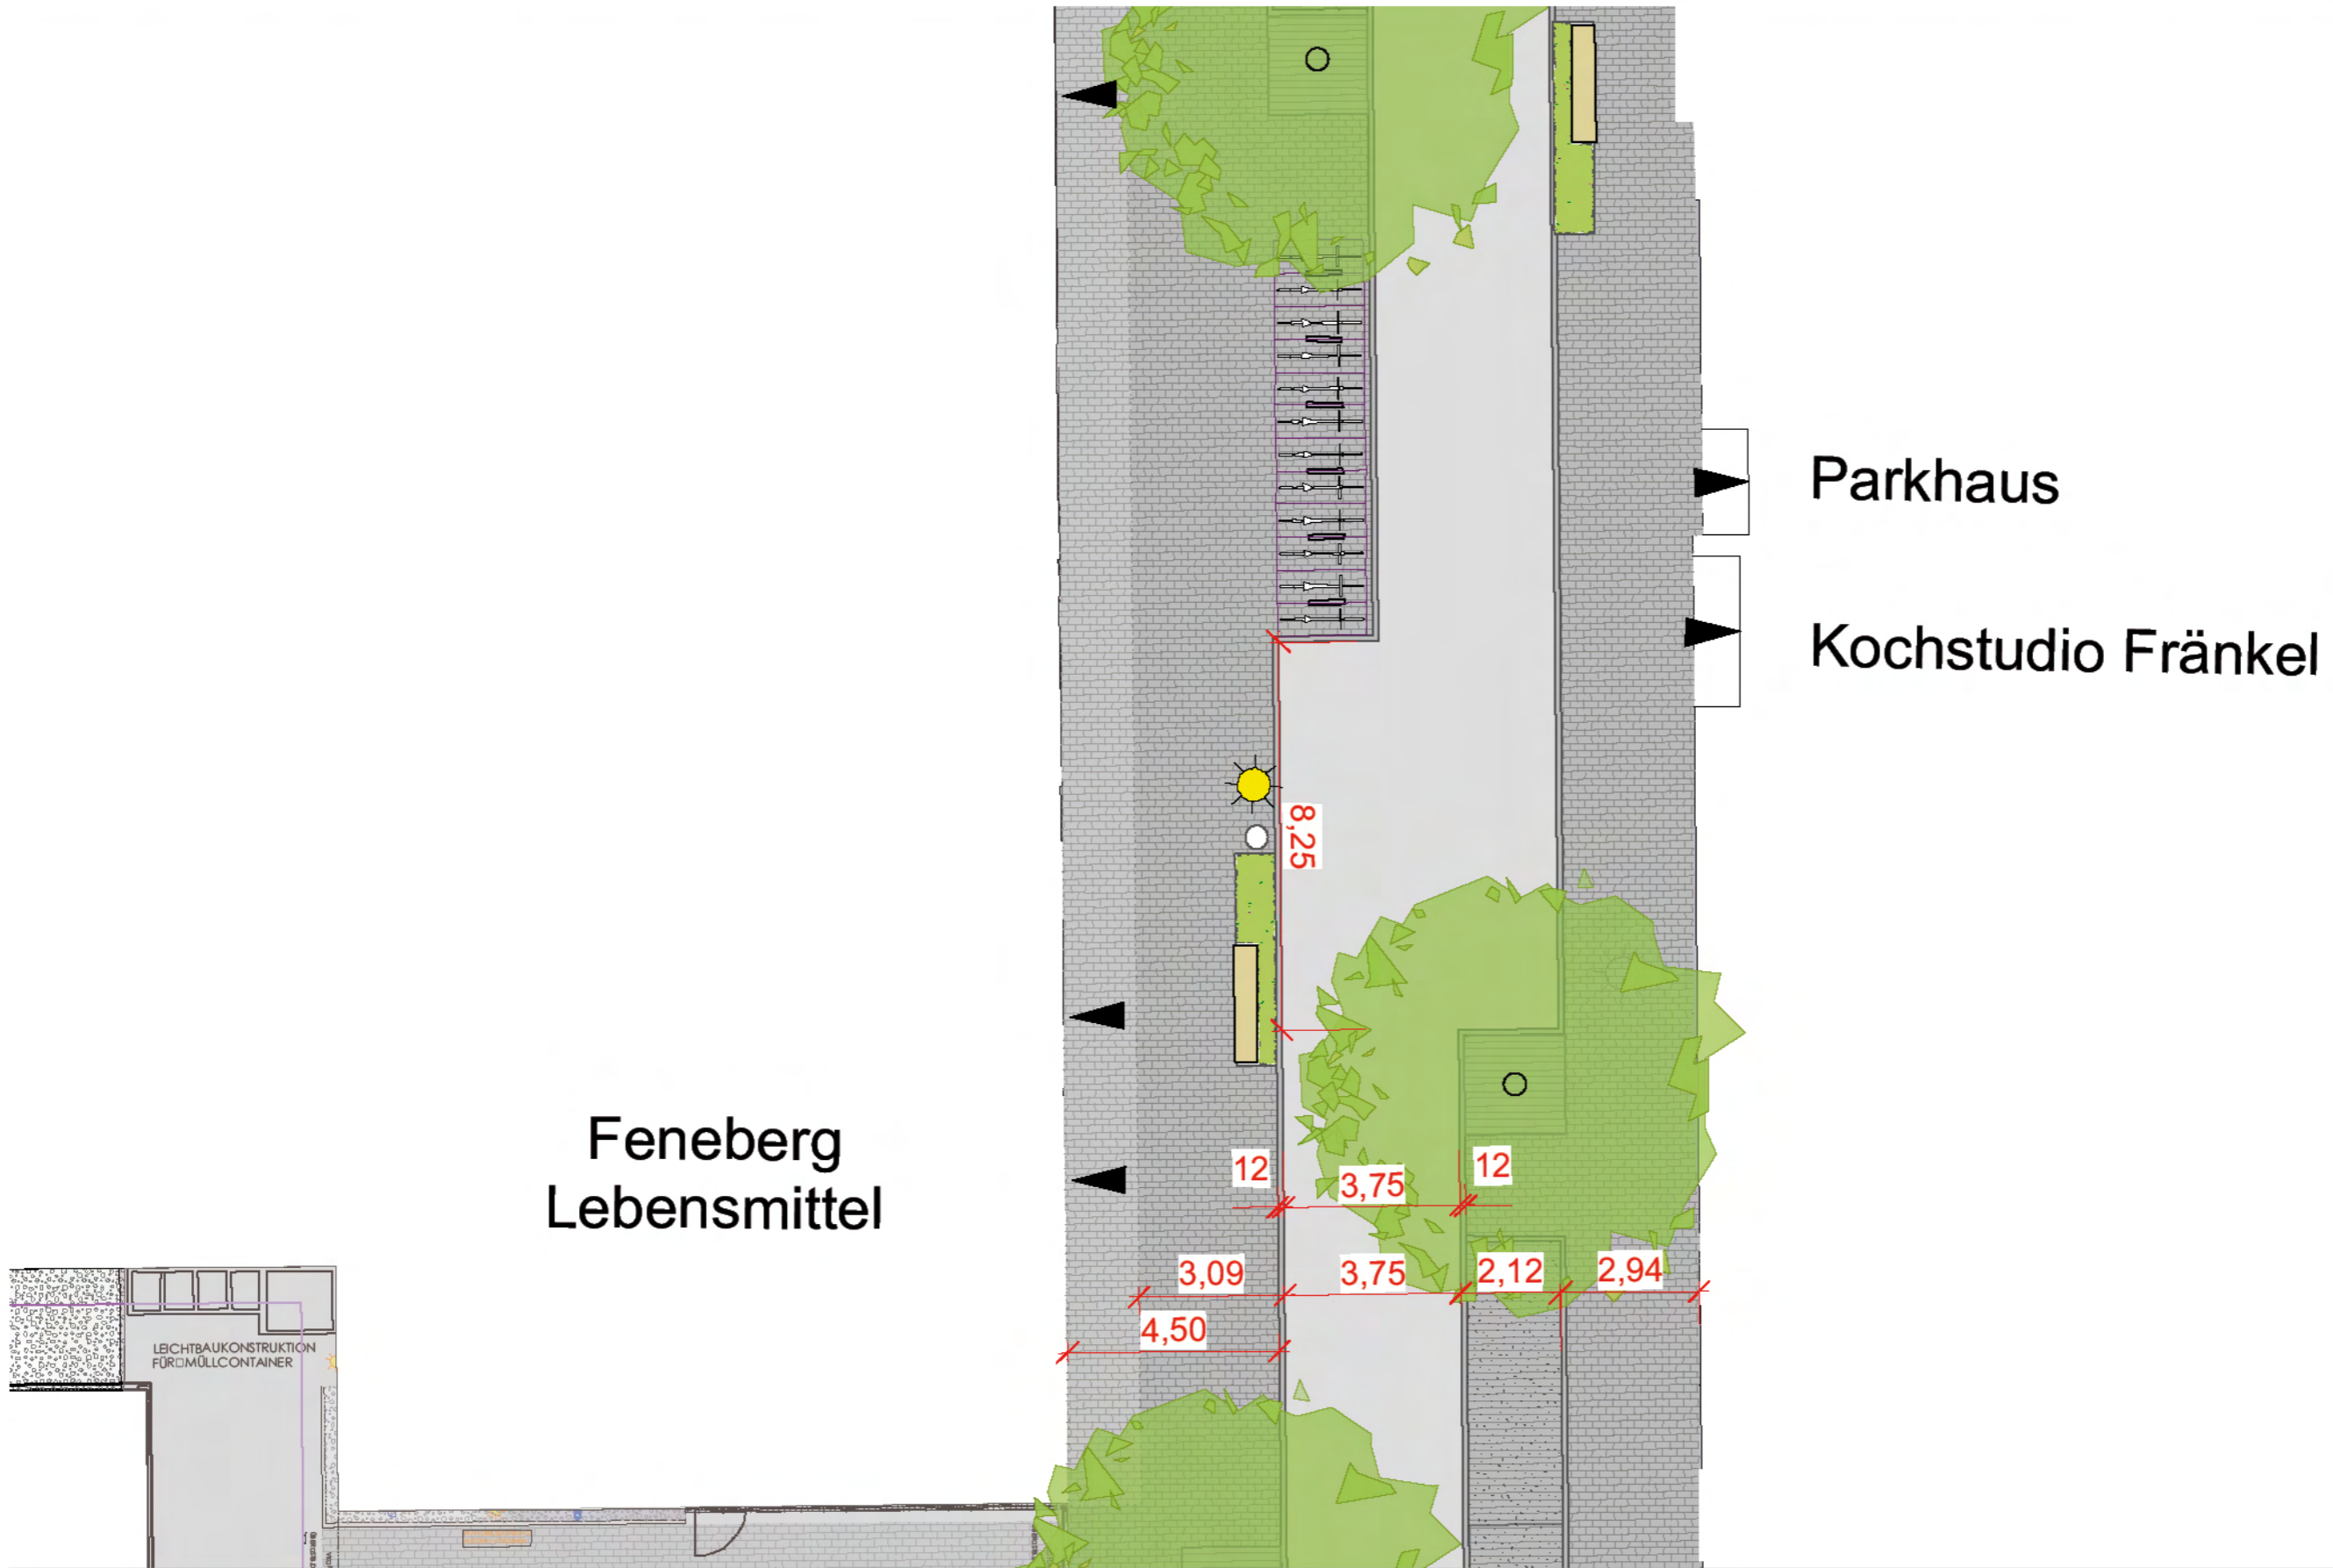 Parkhaus
Kochstudio Fränkel
8,25
Feneberg
Lebensmittel
12
3,75
12
3,09
3,75
2,12
2,94
4,50
LEICHTBAUKONSTRUKTION
FÜR□MÜLLCONTAINER